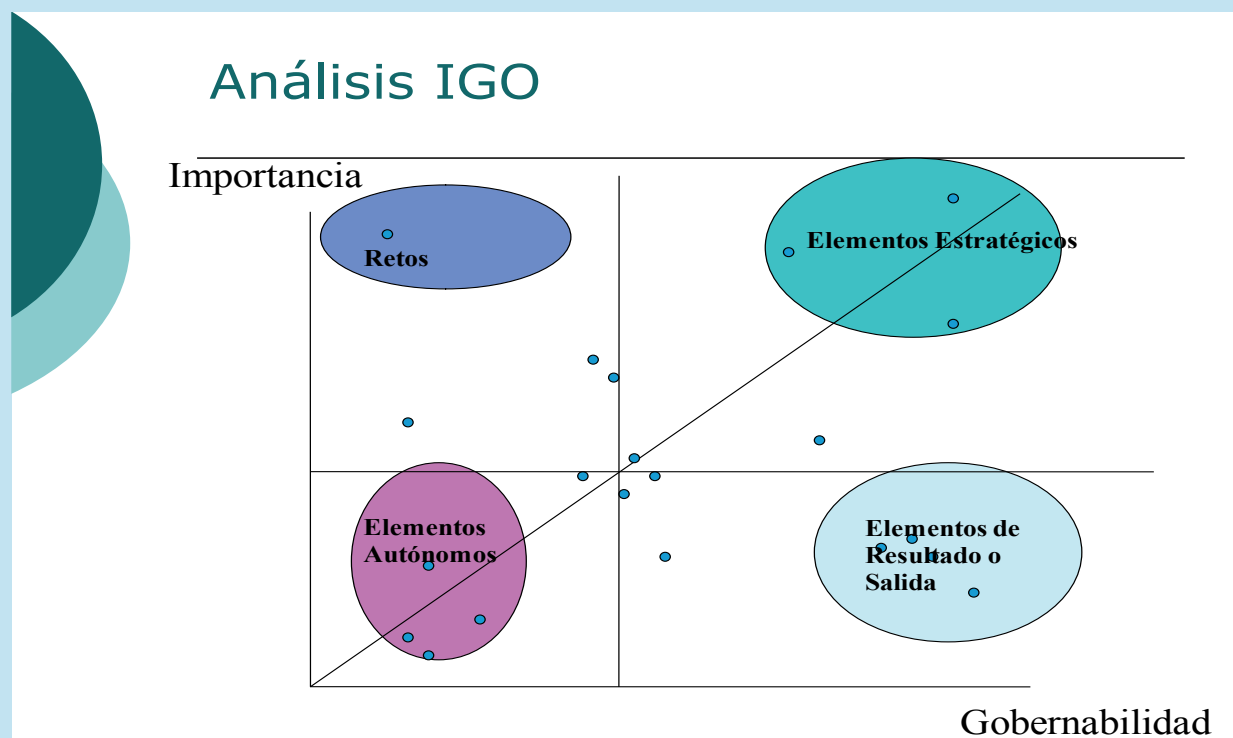 Análisis IGO
Importancia
Retos
Elementos Estratégicos
Elementos
Autónomos
Elementos de
Resultado o
Salida
Gobernabilidad